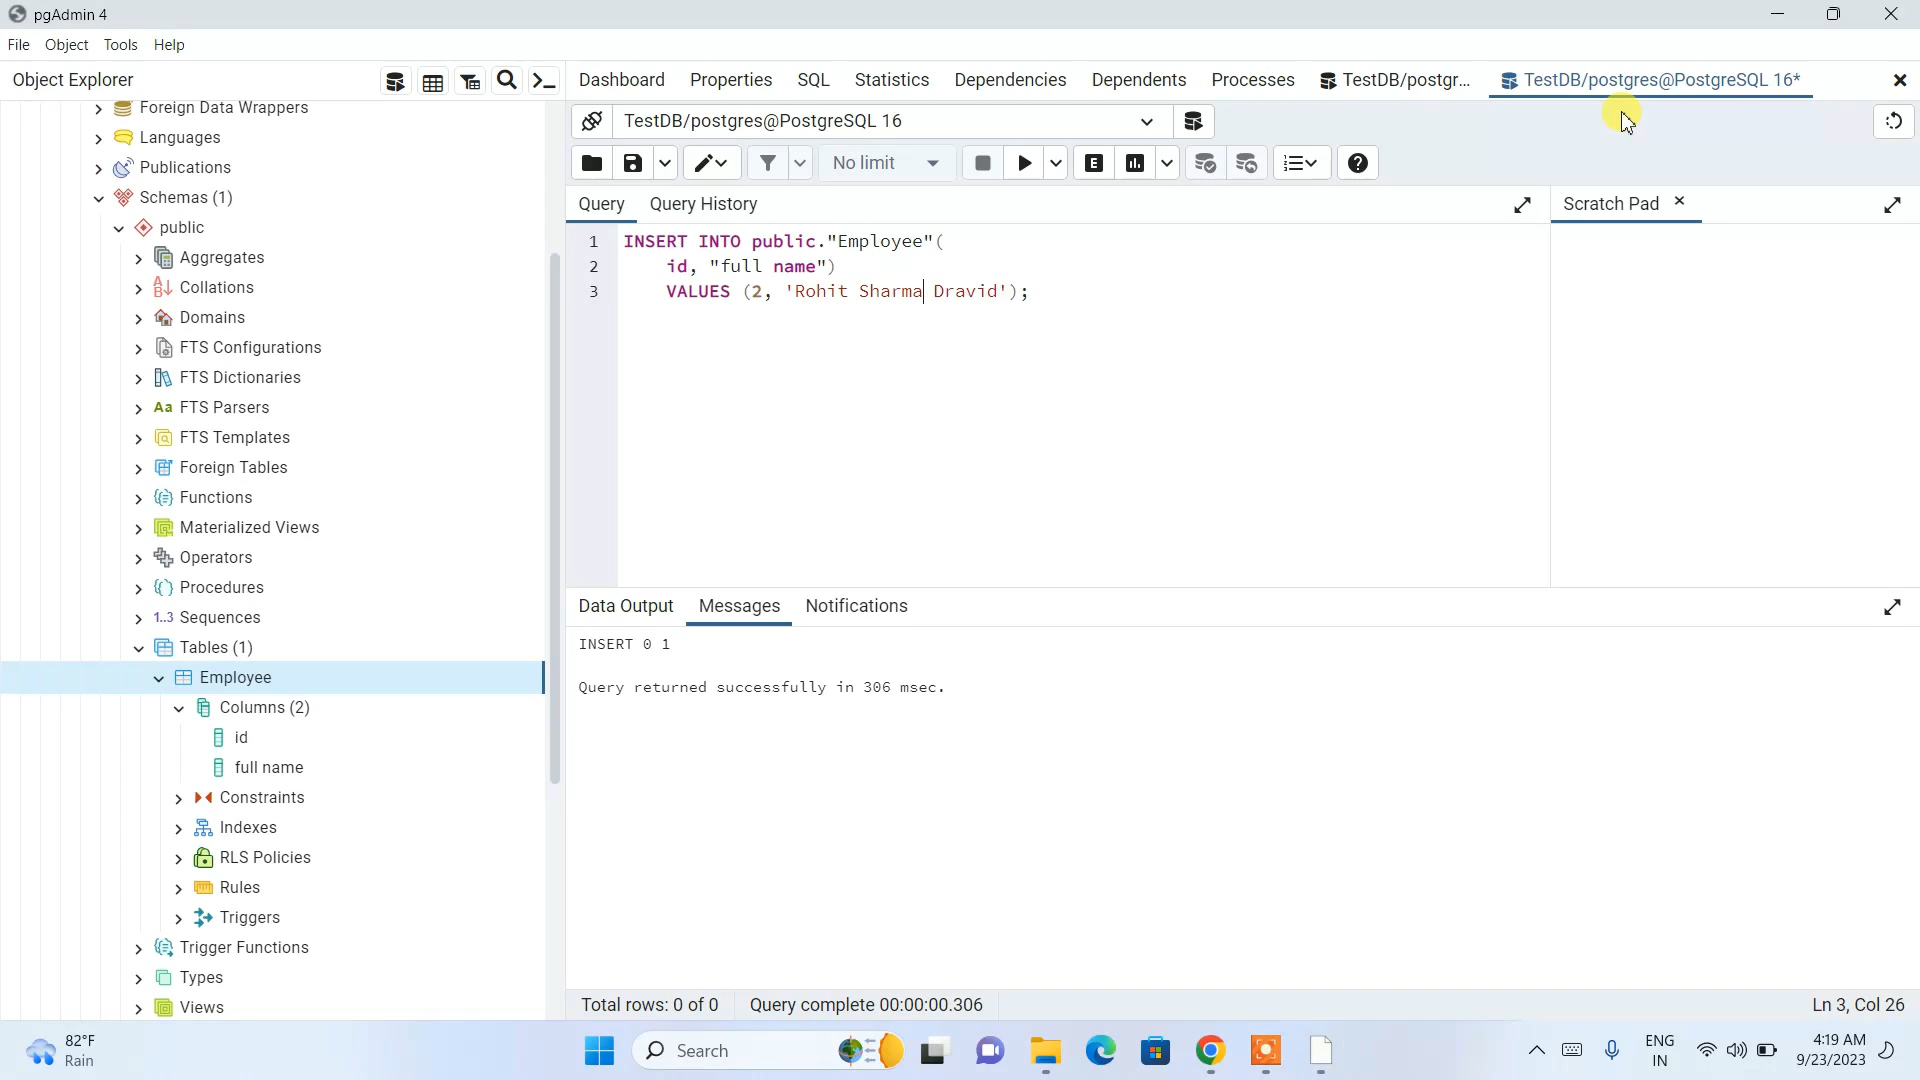 pgAdmin 4
File Object Tools Help
Object Explorer
Dashboard Properties SQL Statistics Dependencies Dependents Processes TestDB/postgr... TestDB/postgres@PostgreSQL 16*
TestDB/postgres@PostgreSQL 16
No limit
Query Query History
Scratch Pad
1 INSERT INTO public."Employee"(
2 id, "full name")
3 VALUES (2, 'Rohit Sharma Dravid');
Foreign Data Wrappers
Languages
Publications
Schemas (1)
public
Aggregates
Collations
Domains
FTS Configurations
FTS Dictionaries
Aa FTS Parsers
FTS Templates
Foreign Tables
Functions
Materialized Views
Operators
Procedures
1..3 Sequences
Tables (1)
Employee
Columns (2)
id
full name
Constraints
Indexes
RLS Policies
Rules
Triggers
Trigger Functions
Types
Views
Data Output Messages Notifications
INSERT 0 1
Query returned successfully in 306 msec.
Total rows: 0 of 0 Query complete 00:00:00.306 Ln 3, Col 26
82°F
Rain
Search
ENG
IN
4:19 AM
9/23/2023